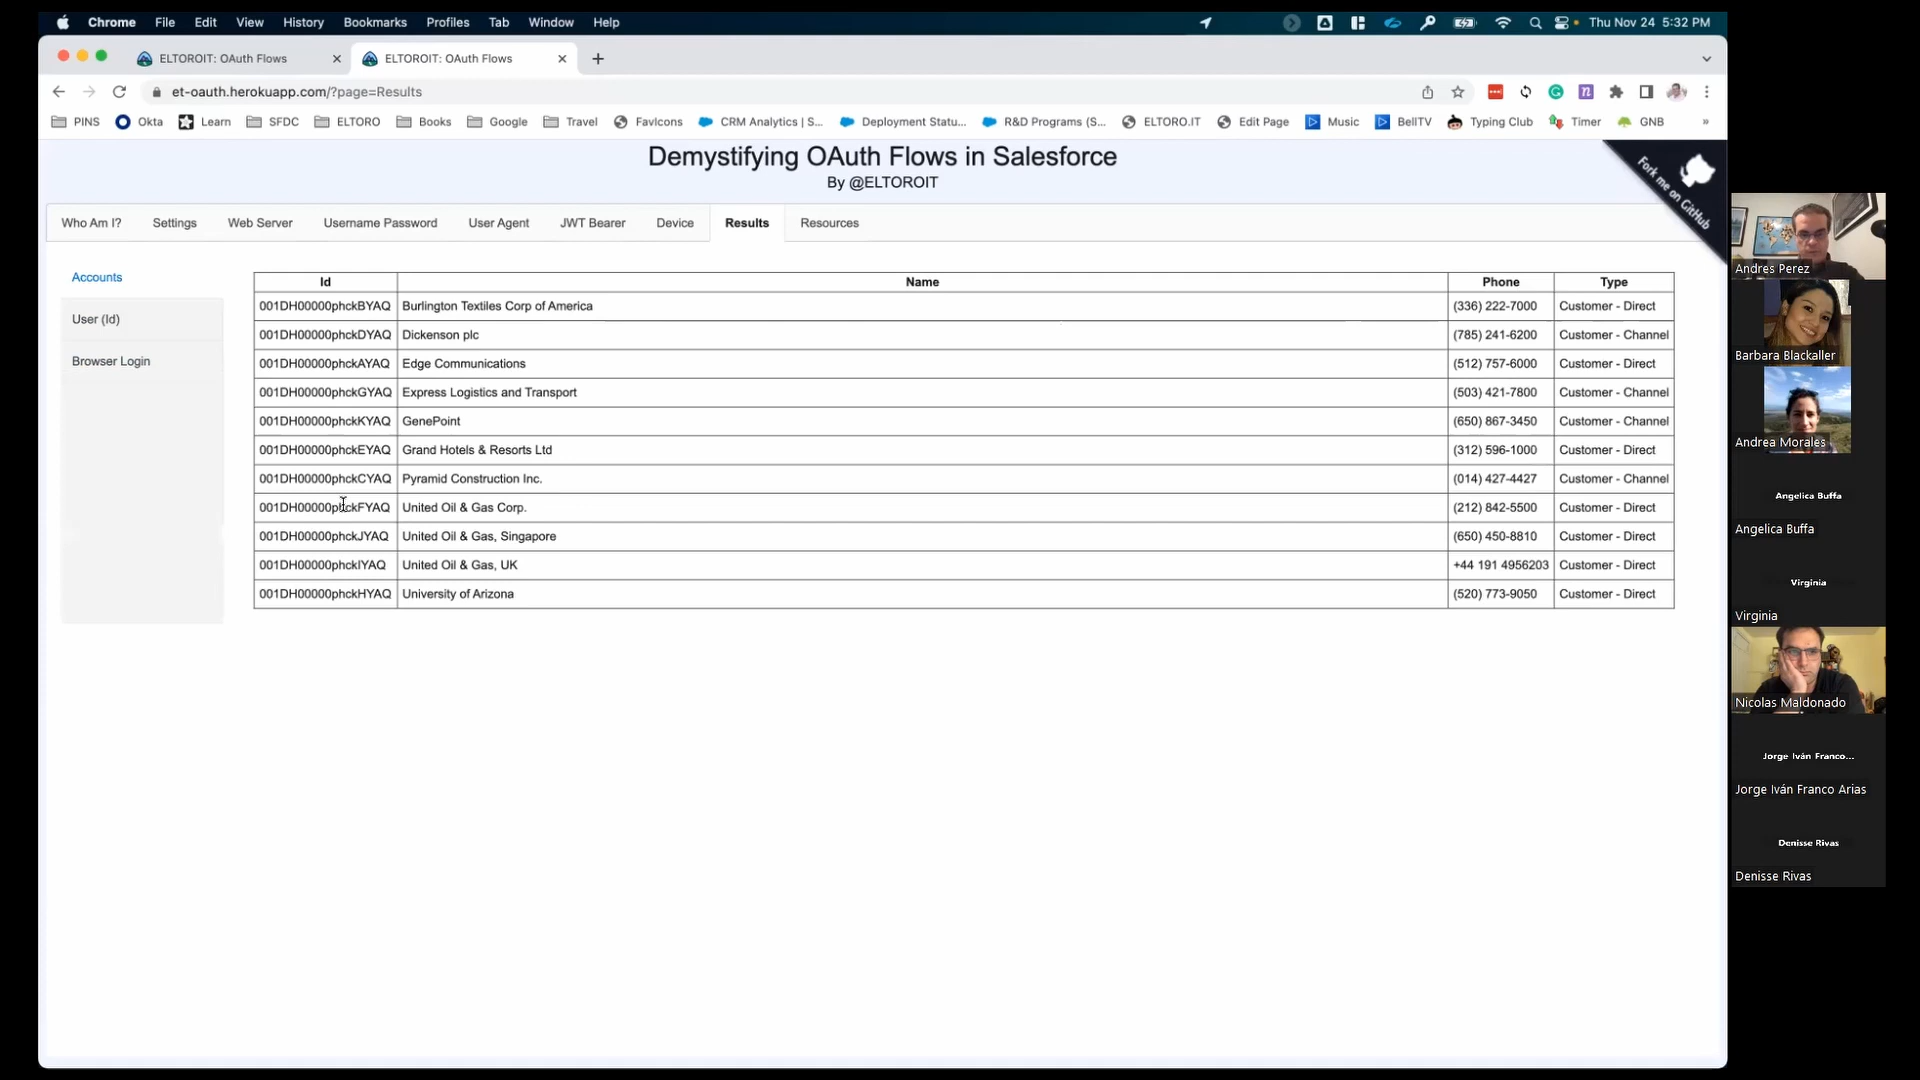 Chrome File Edit View History Bookmarks Profiles Tab Window Help Thu Nov 24 5:32 PM
ELTOROIT: OAuth Flows ELTOROIT: OAuth Flows
et-oauth.herokuapp.com/?page=Results
PINS Okta Learn SFDC ELTORO Books Google Travel FavIcons CRM Analytics | S... Deployment Statu... R&D Programs (S... ELTORO.IT Edit Page Music BellTV Typing Club Timer GNB »
Demystifying OAuth Flows in Salesforce
By @ELTOROIT
Fork me on GitHub
Who Am I? Settings Web Server Username Password User Agent JWT Bearer Device Results Resources
Accounts
User (Id)
Browser Login
Id Name Phone Type
001DH00000phckBYAQ Burlington Textiles Corp of America (336) 222-7000 Customer - Direct
001DH00000phckDYAQ Dickenson plc (785) 241-6200 Customer - Channel
001DH00000phckAYAQ Edge Communications (512) 757-6000 Customer - Direct
001DH00000phckGYAQ Express Logistics and Transport (503) 421-7800 Customer - Channel
001DH00000phckKYAQ GenePoint (650) 867-3450 Customer - Channel
001DH00000phckEYAQ Grand Hotels & Resorts Ltd (312) 596-1000 Customer - Direct
001DH00000phckCYAQ Pyramid Construction Inc. (014) 427-4427 Customer - Channel
001DH00000phckFYAQ United Oil & Gas Corp. (212) 842-5500 Customer - Direct
001DH00000phckJYAQ United Oil & Gas, Singapore (650) 450-8810 Customer - Direct
001DH00000phckIYAQ United Oil & Gas, UK +44 191 4956203 Customer - Direct
001DH00000phckHYAQ University of Arizona (520) 773-9050 Customer - Direct
Andres Perez
Barbara Blackaller
Andrea Morales
Angelica Buffa
Angelica Buffa
Virginia
Virginia
Nicolas Maldonado
Jorge Iván Franco...
Jorge Iván Franco Arias
Denisse Rivas
Denisse Rivas